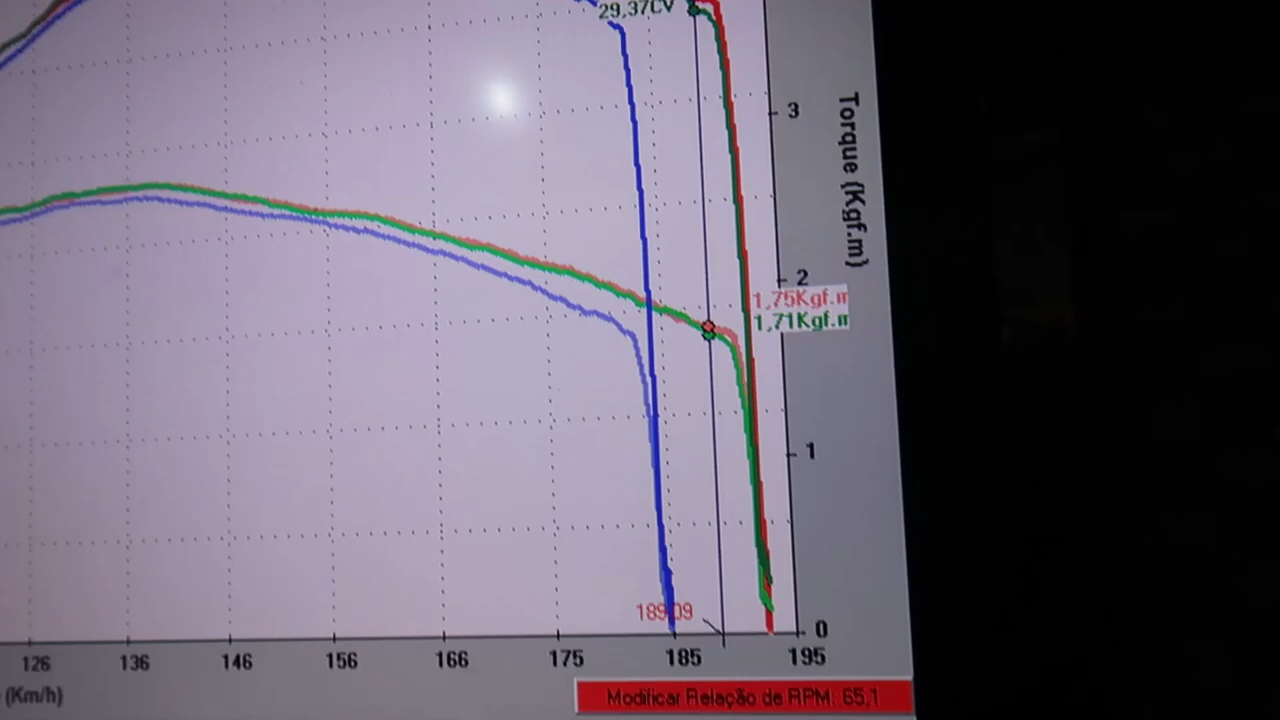 29,37CV
3
Torque (Kgf.m)
2
1,75Kgf.m
1,71Kgf.m
1
189,09
0
126 136 146 156 166 175 185 195
(Km/h)
Modificar Relação de RPM: 65,1